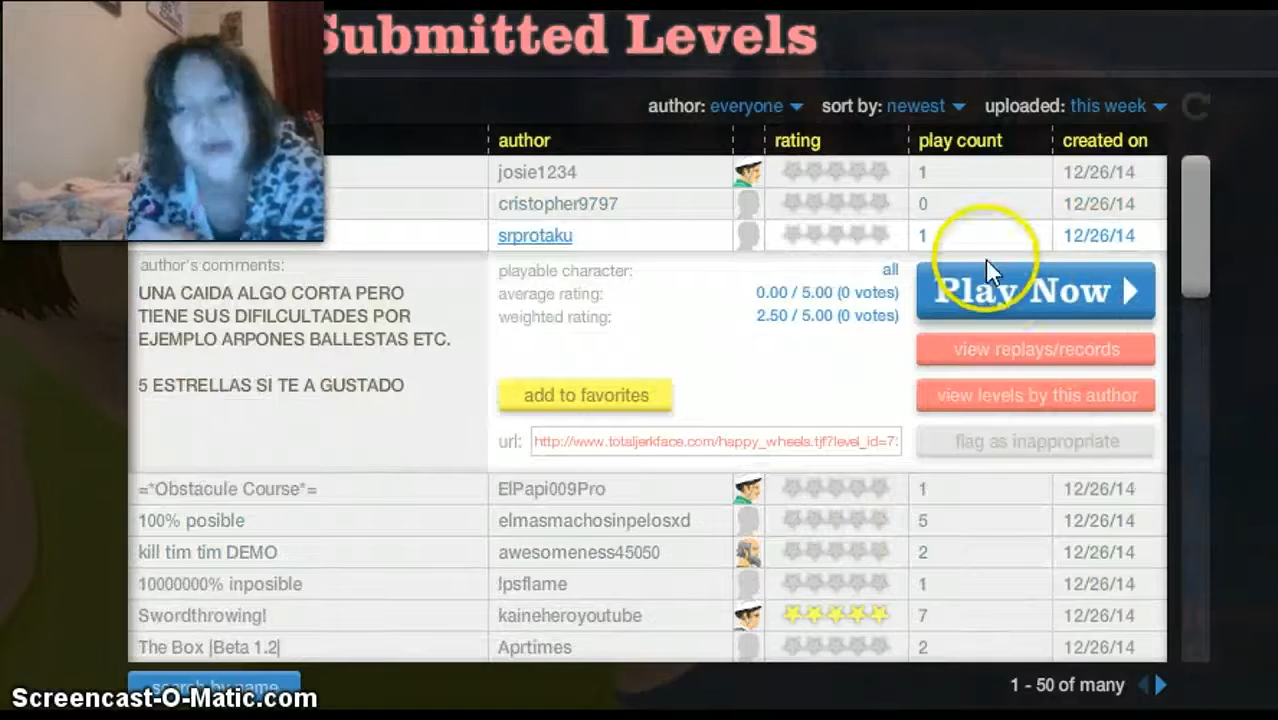 Submitted Levels
author: everyone sort by: newest uploaded: this week
author rating play count created on
josie1234 1 12/26/14
cristopher9797 0 12/26/14
srprotaku 1 12/26/14
author's comments:
UNA CAIDA ALGO CORTA PERO
TIENE SUS DIFILCULTADES POR
EJEMPLO ARPONES BALLESTAS ETC.
5 ESTRELLAS SI TE A GUSTADO
playable character: all
average rating: 0.00 / 5.00 (0 votes)
weighted rating: 2.50 / 5.00 (0 votes)
add to favorites
url: http://www.totaljerkface.com/happy_wheels.tjf?level_id=7:
Play Now
view replays/records
view levels by this author
flag as inappropriate
=*Obstacule Course*= ElPapi009Pro 1 12/26/14
100% posible elmasmachosinpelosxd 5 12/26/14
kill tim tim DEMO awesomeness45050 2 12/26/14
10000000% inposible lpsflame 1 12/26/14
Swordthrowing! kaineheroyoutube 7 12/26/14
The Box |Beta 1.2| Aprtimes 2 12/26/14
search by name 1 - 50 of many
Screencast-O-Matic.com